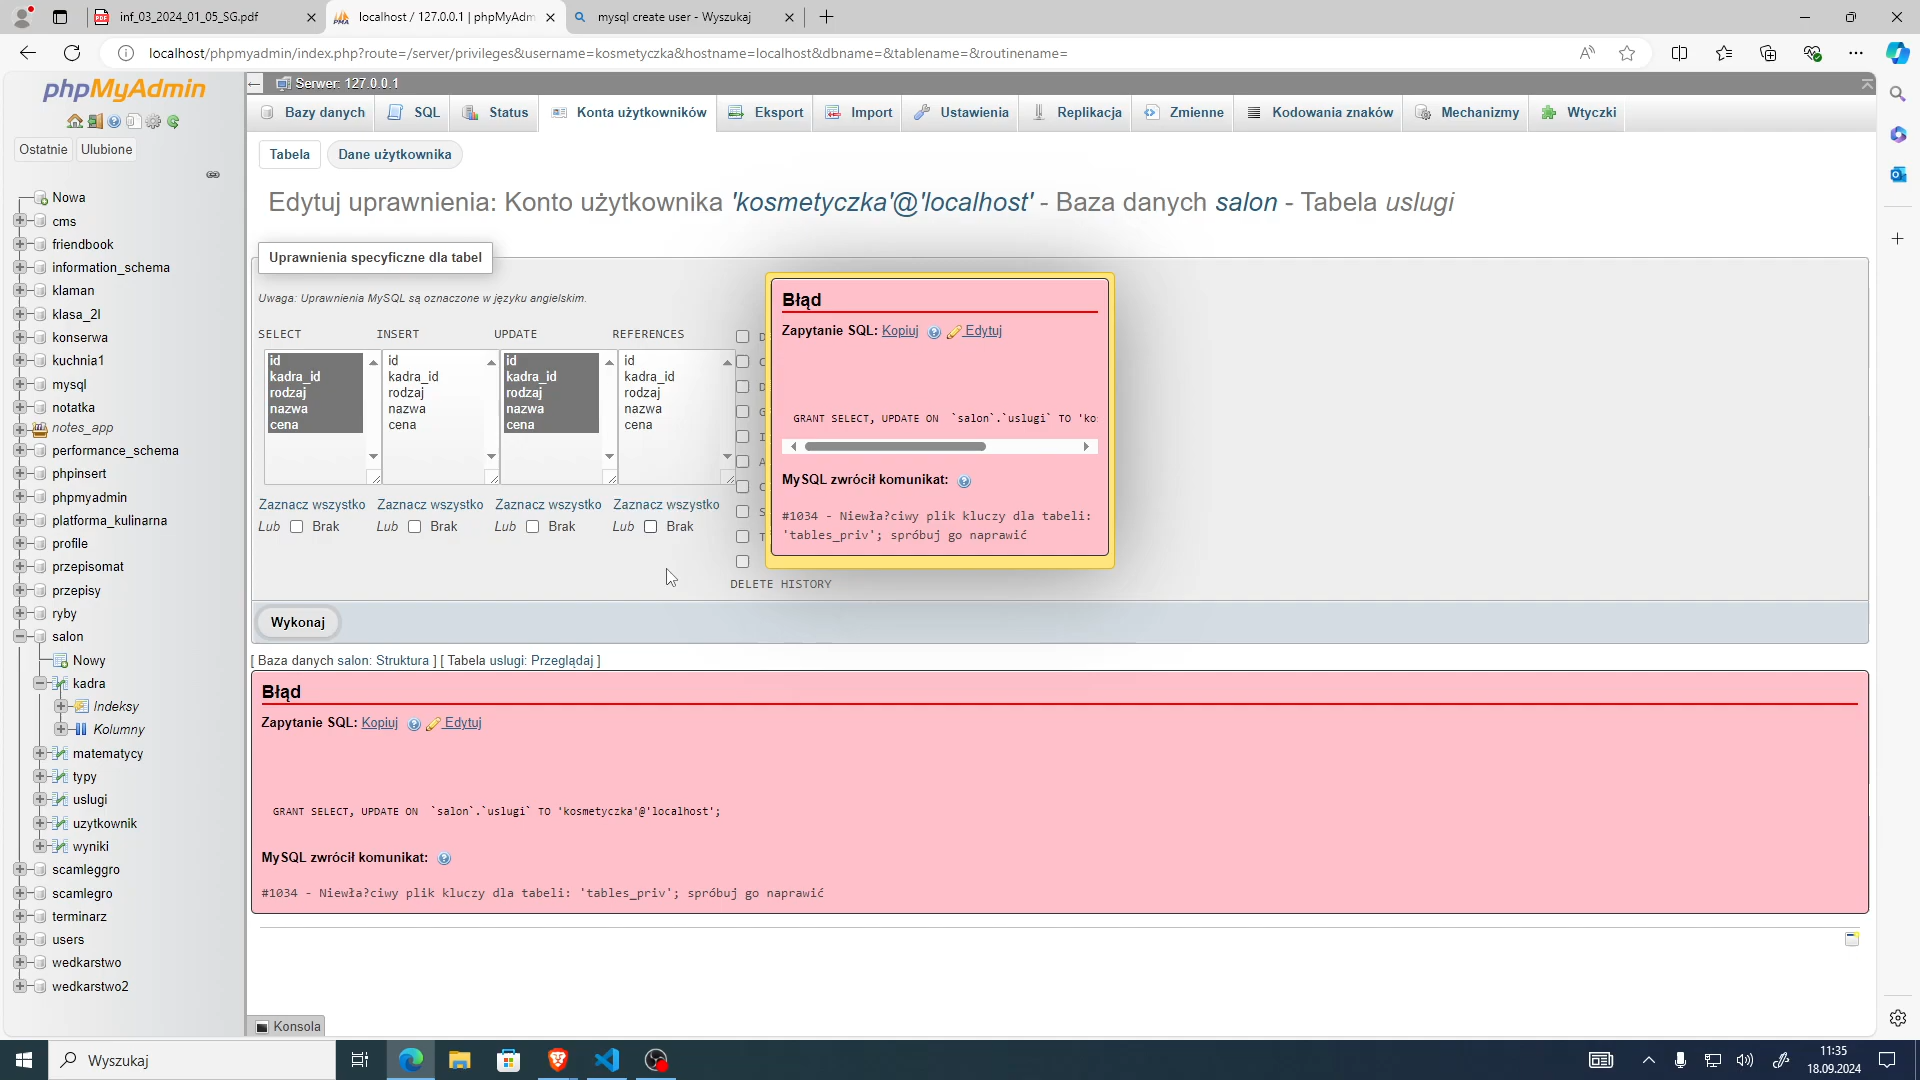 inf_03_2024_01_05_SG.pdf
localhost / 127.0.0.1 | phpMyAdm
mysql create user - Wyszukaj
localhost/phpmyadmin/index.php?route=/server/privileges&username=kosmetyczka&hostname=localhost&dbname=&tablename=&routinename=
phpMyAdmin
Ostatnie
Ulubione
Nowa
cms
friendbook
information_schema
klaman
klasa_2l
konserwa
kuchnia1
mysql
notatka
notes_app
performance_schema
phpinsert
phpmyadmin
platforma_kulinarna
profile
przepisomat
przepisy
ryby
salon
Nowy
kadra
Indeksy
Kolumny
matematycy
typy
uslugi
uzytkownik
wyniki
scamleggro
scamlegro
terminarz
users
wedkarstwo
wedkarstwo2
Serwer: 127.0.0.1
Bazy danych
SQL
Status
Konta użytkowników
Eksport
Import
Ustawienia
Replikacja
Zmienne
Kodowania znaków
Mechanizmy
Wtyczki
Tabela
Dane użytkownika
Edytuj uprawnienia: Konto użytkownika 'kosmetyczka'@'localhost' - Baza danych salon - Tabela uslugi
Uprawnienia specyficzne dla tabel
Uwaga: Uprawnienia MySQL są oznaczone w języku angielskim.
SELECT
id
kadra_id
rodzaj
nazwa
cena
Zaznacz wszystko
Lub Brak
INSERT
id
kadra_id
rodzaj
nazwa
cena
Zaznacz wszystko
Lub Brak
UPDATE
id
kadra_id
rodzaj
nazwa
cena
Zaznacz wszystko
Lub Brak
REFERENCES
id
kadra_id
rodzaj
nazwa
cena
Zaznacz wszystko
Lub Brak
DELETE HISTORY
Błąd
Zapytanie SQL: Kopiuj Edytuj
GRANT SELECT, UPDATE ON `salon`.`uslugi` TO 'ko
MySQL zwrócił komunikat:
#1034 - Niewła?ciwy plik kluczy dla tabeli:
'tables_priv'; spróbuj go naprawić
Wykonaj
[ Baza danych salon: Struktura ] [ Tabela uslugi: Przeglądaj ]
Błąd
Zapytanie SQL: Kopiuj Edytuj
GRANT SELECT, UPDATE ON `salon`.`uslugi` TO 'kosmetyczka'@'localhost';
MySQL zwrócił komunikat:
#1034 - Niewła?ciwy plik kluczy dla tabeli: 'tables_priv'; spróbuj go naprawić
Konsola
Wyszukaj
11:35
18.09.2024